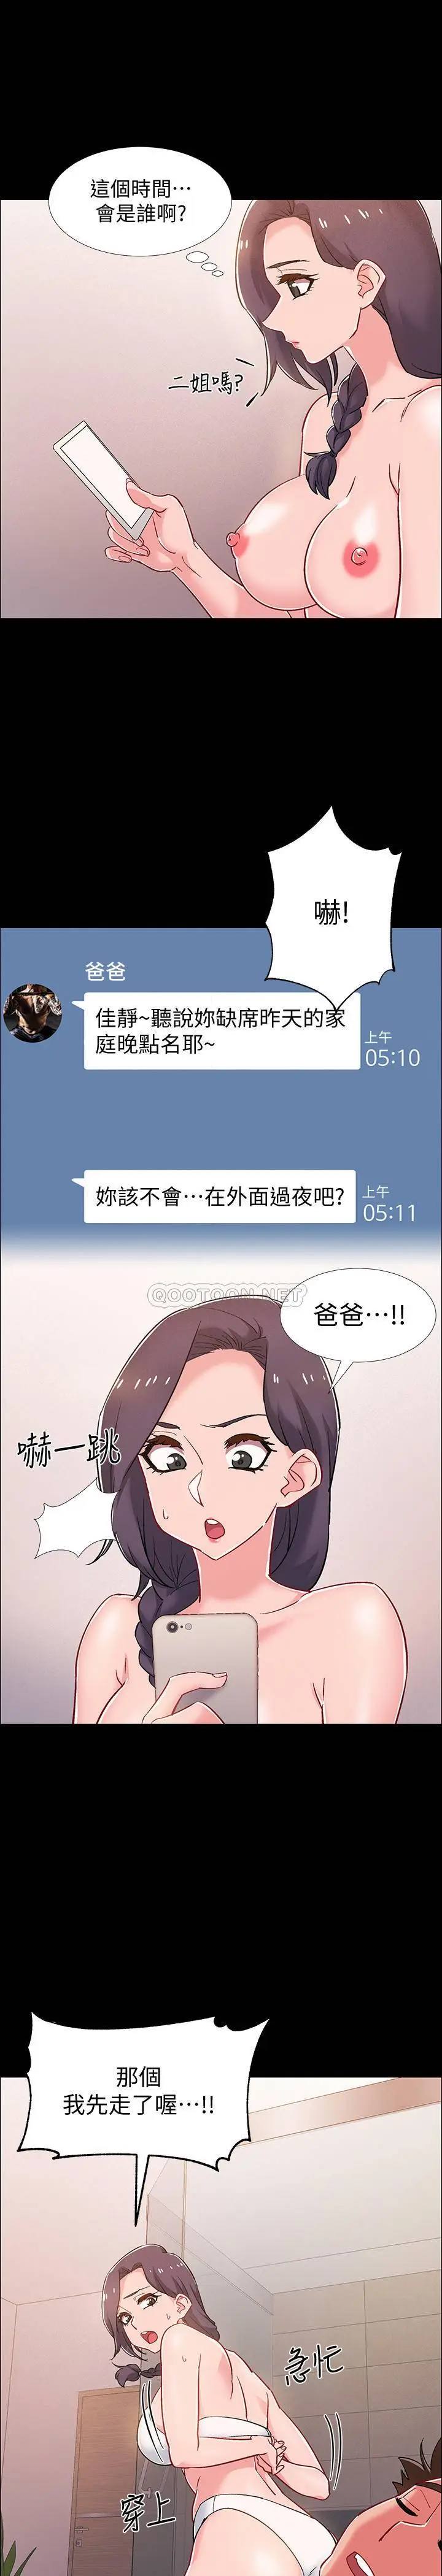 這個時間…
會是誰啊?
二姐嗎?
嚇!
爸爸
佳靜~聽說妳缺席昨天的家
庭晚點名耶~
上午
05:10
妳該不會…在外面過夜吧?
上午
05:11
QOOTOON.NET
爸爸…!!
嚇一跳
那個
我先走了喔…!!
急忙
穿上